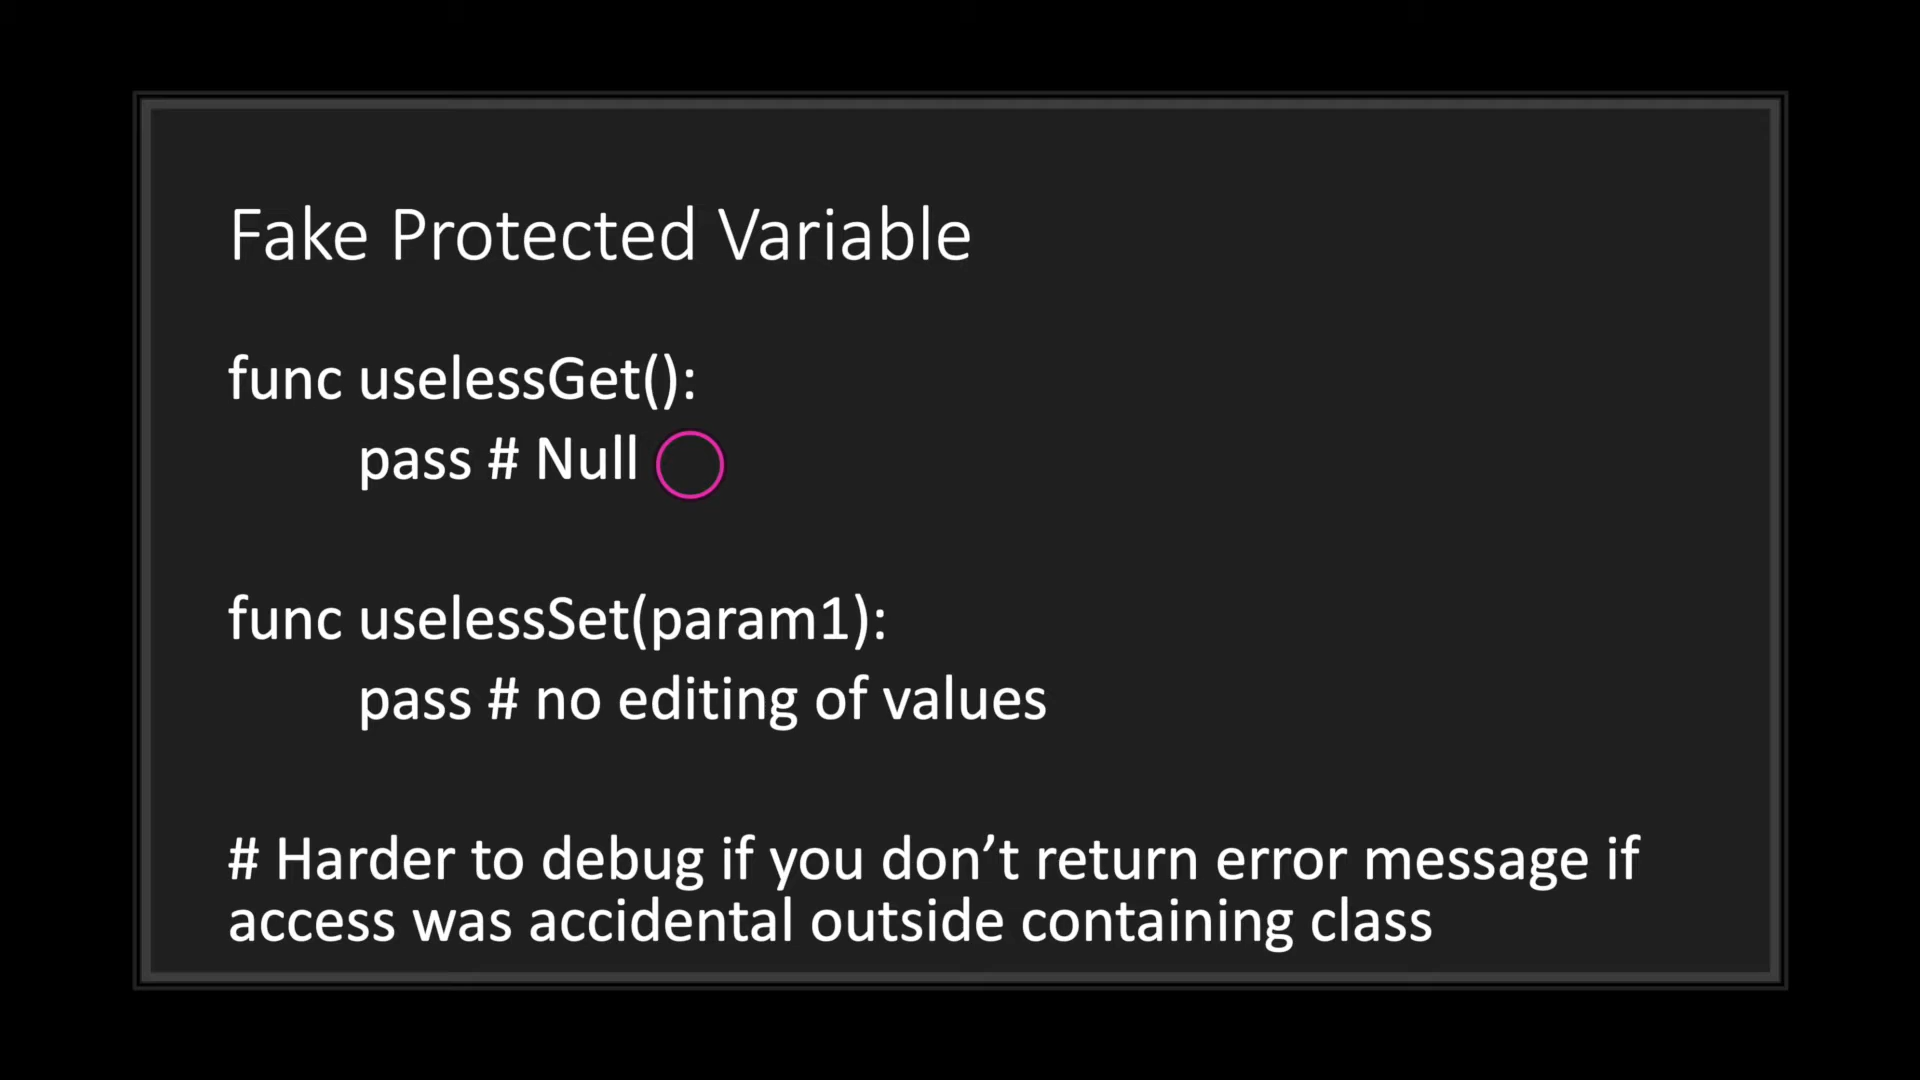 Fake Protected Variable
func uselessGet():
pass # Null
func uselessSet(param1):
pass # no editing of values
# Harder to debug if you don’t return error message if
access was accidental outside containing class